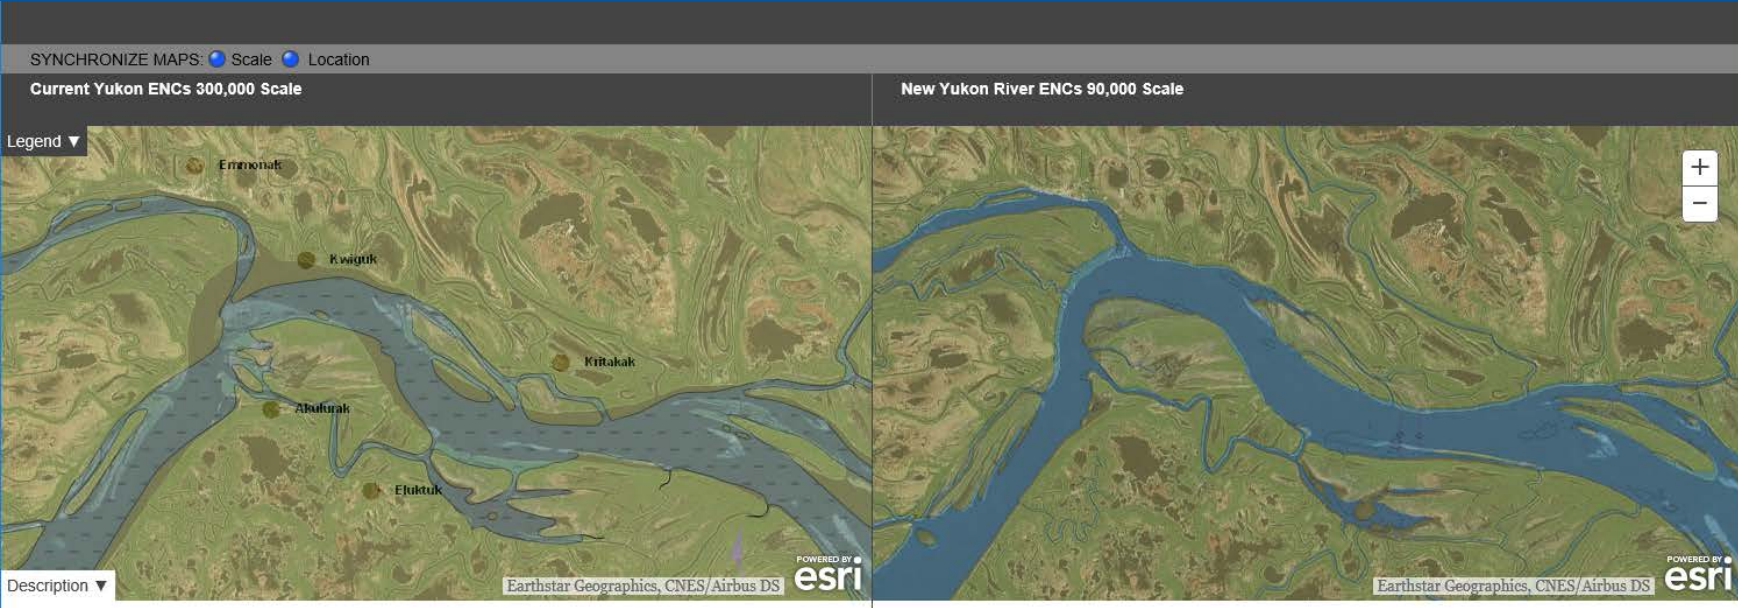 SYNCHRONIZE MAPS: Scale Location
Current Yukon ENCs 300,000 Scale
New Yukon River ENCs 90,000 Scale
Legend ▼
Emmonak
Kwiguk
Kritakak
Akulurak
Eluktuk
Description ▼
Earthstar Geographics, CNES/Airbus DS
POWERED BY
esri
+
−
Earthstar Geographics, CNES/Airbus DS
POWERED BY
esri